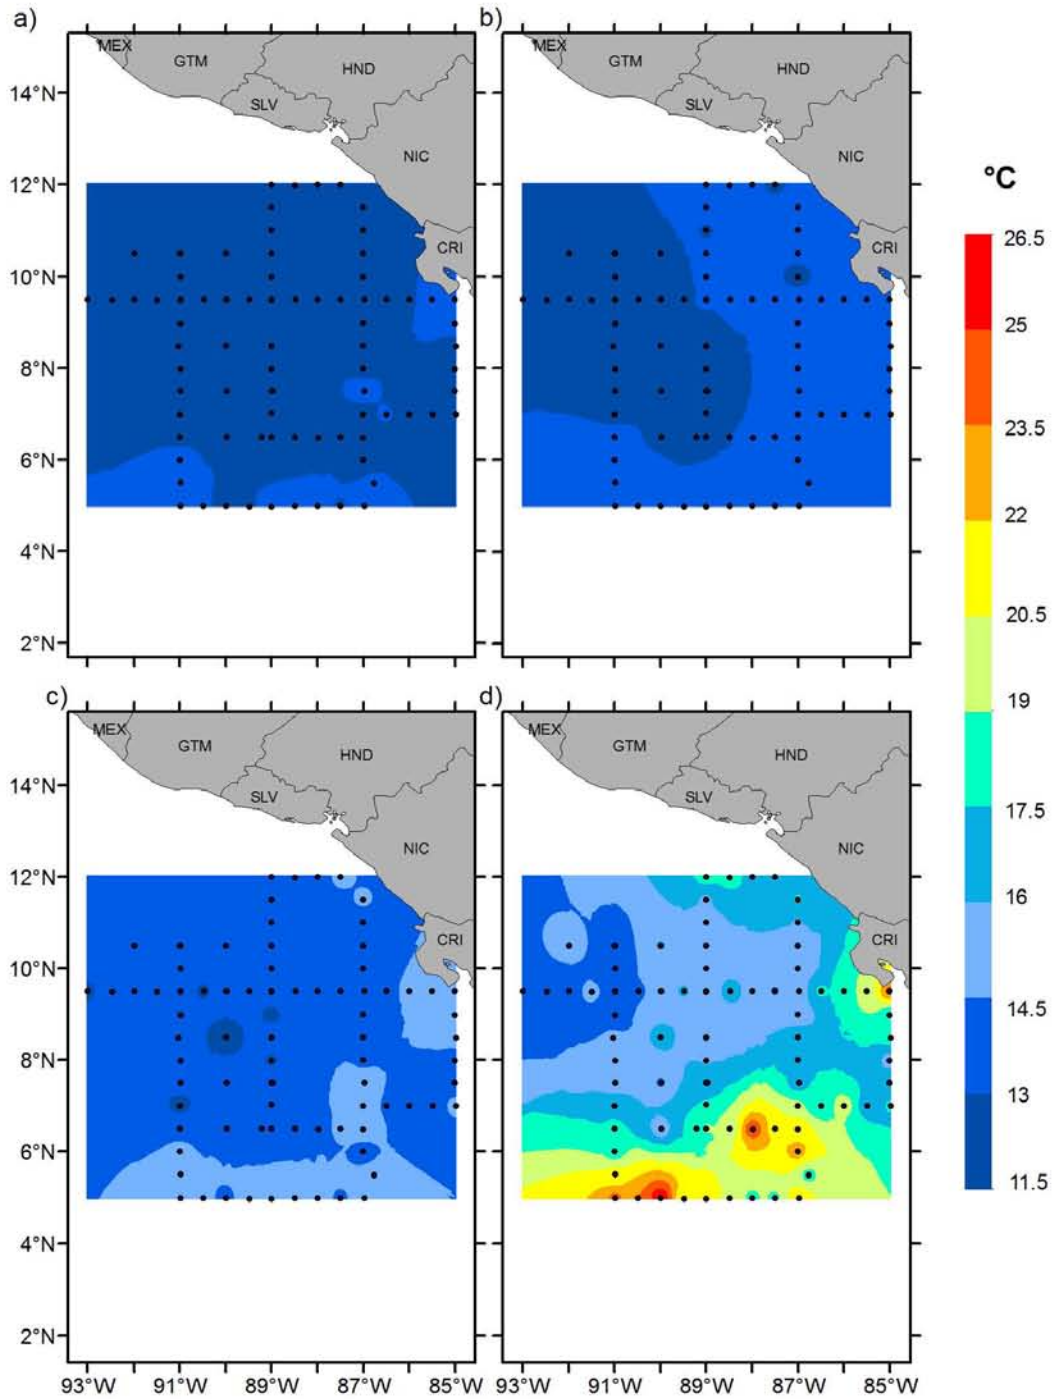 a)
MEX
GTM
HND
SLV
NIC
CRI
14°N
12°N
10°N
8°N
6°N
4°N
2°N
b)
MEX
GTM
HND
SLV
NIC
CRI
°C
26.5
25
23.5
22
20.5
19
17.5
16
14.5
13
11.5
c)
MEX
GTM
HND
SLV
NIC
CRI
14°N
12°N
10°N
8°N
6°N
4°N
2°N
93°W
91°W
89°W
87°W
85°W
d)
MEX
GTM
HND
SLV
NIC
CRI
91°W
89°W
87°W
85°W